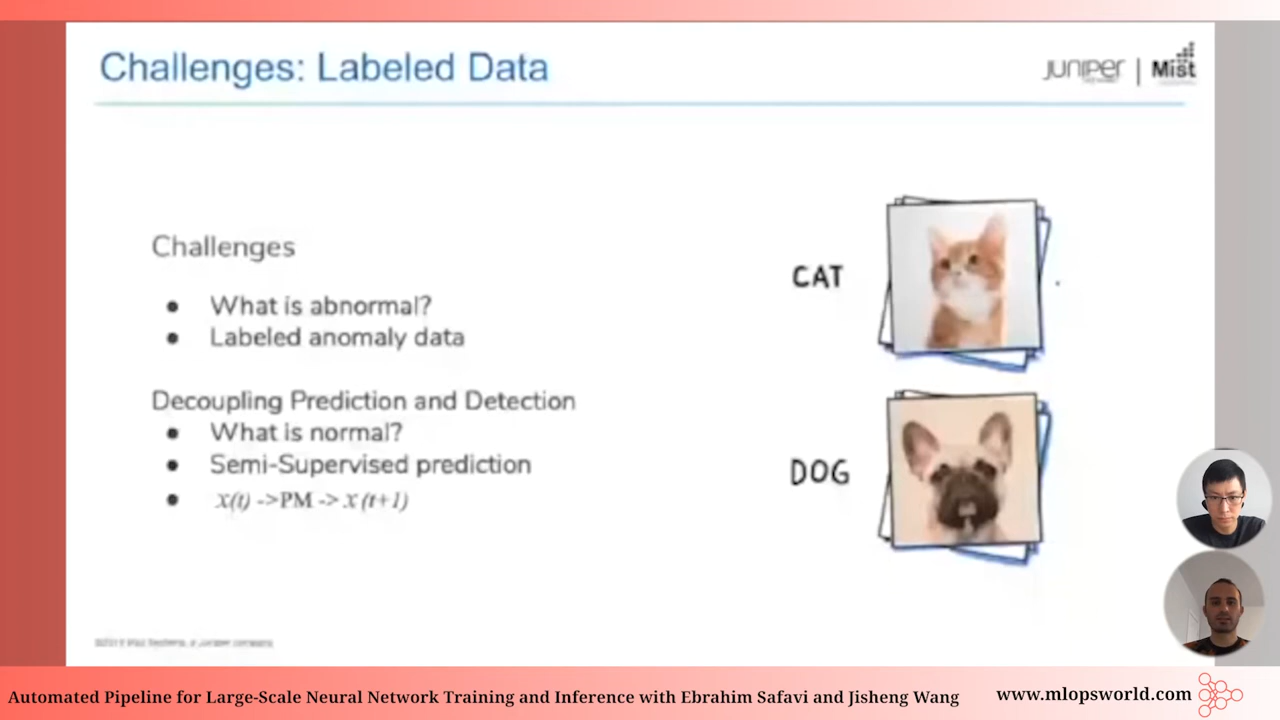 Challenges: Labeled Data
JUNIPEr
Mist
Challenges
● What is abnormal?
● Labeled anomaly data
Decoupling Prediction and Detection
● What is normal?
● Semi-Supervised prediction
● X(t) ->PM -> X (t+1)
CAT
DOG
Automated Pipeline for Large-Scale Neural Network Training and Inference with Ebrahim Safavi and Jisheng Wang
www.mlopsworld.com